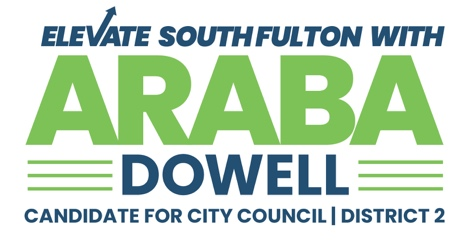 ELEVATE SOUTH FULTON WITH
ARABA
DOWELL
CANDIDATE FOR CITY COUNCIL | DISTRICT 2